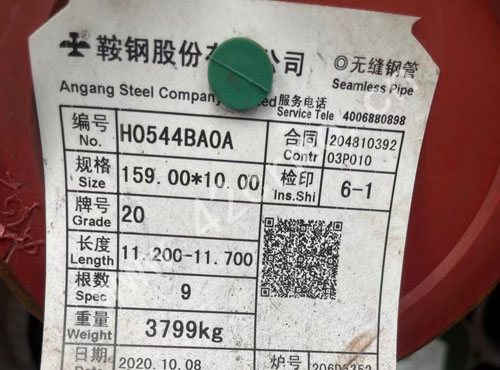 鞍钢股份有 公司
◎无缝钢管
Seamless Pipe
Angang Steel Company
服务电话
Service Tele 4006880898
编号
No.
H0544BA0A
合同
Contr
204810392
03P010
规格
Size
159.00*10.00
检印
Ins.Shi
6-1
牌号
Grade
20
长度
Length
11.200-11.700
根数
Spec
9
重量
Weight
3799kg
日期
2020.10.08
炉号